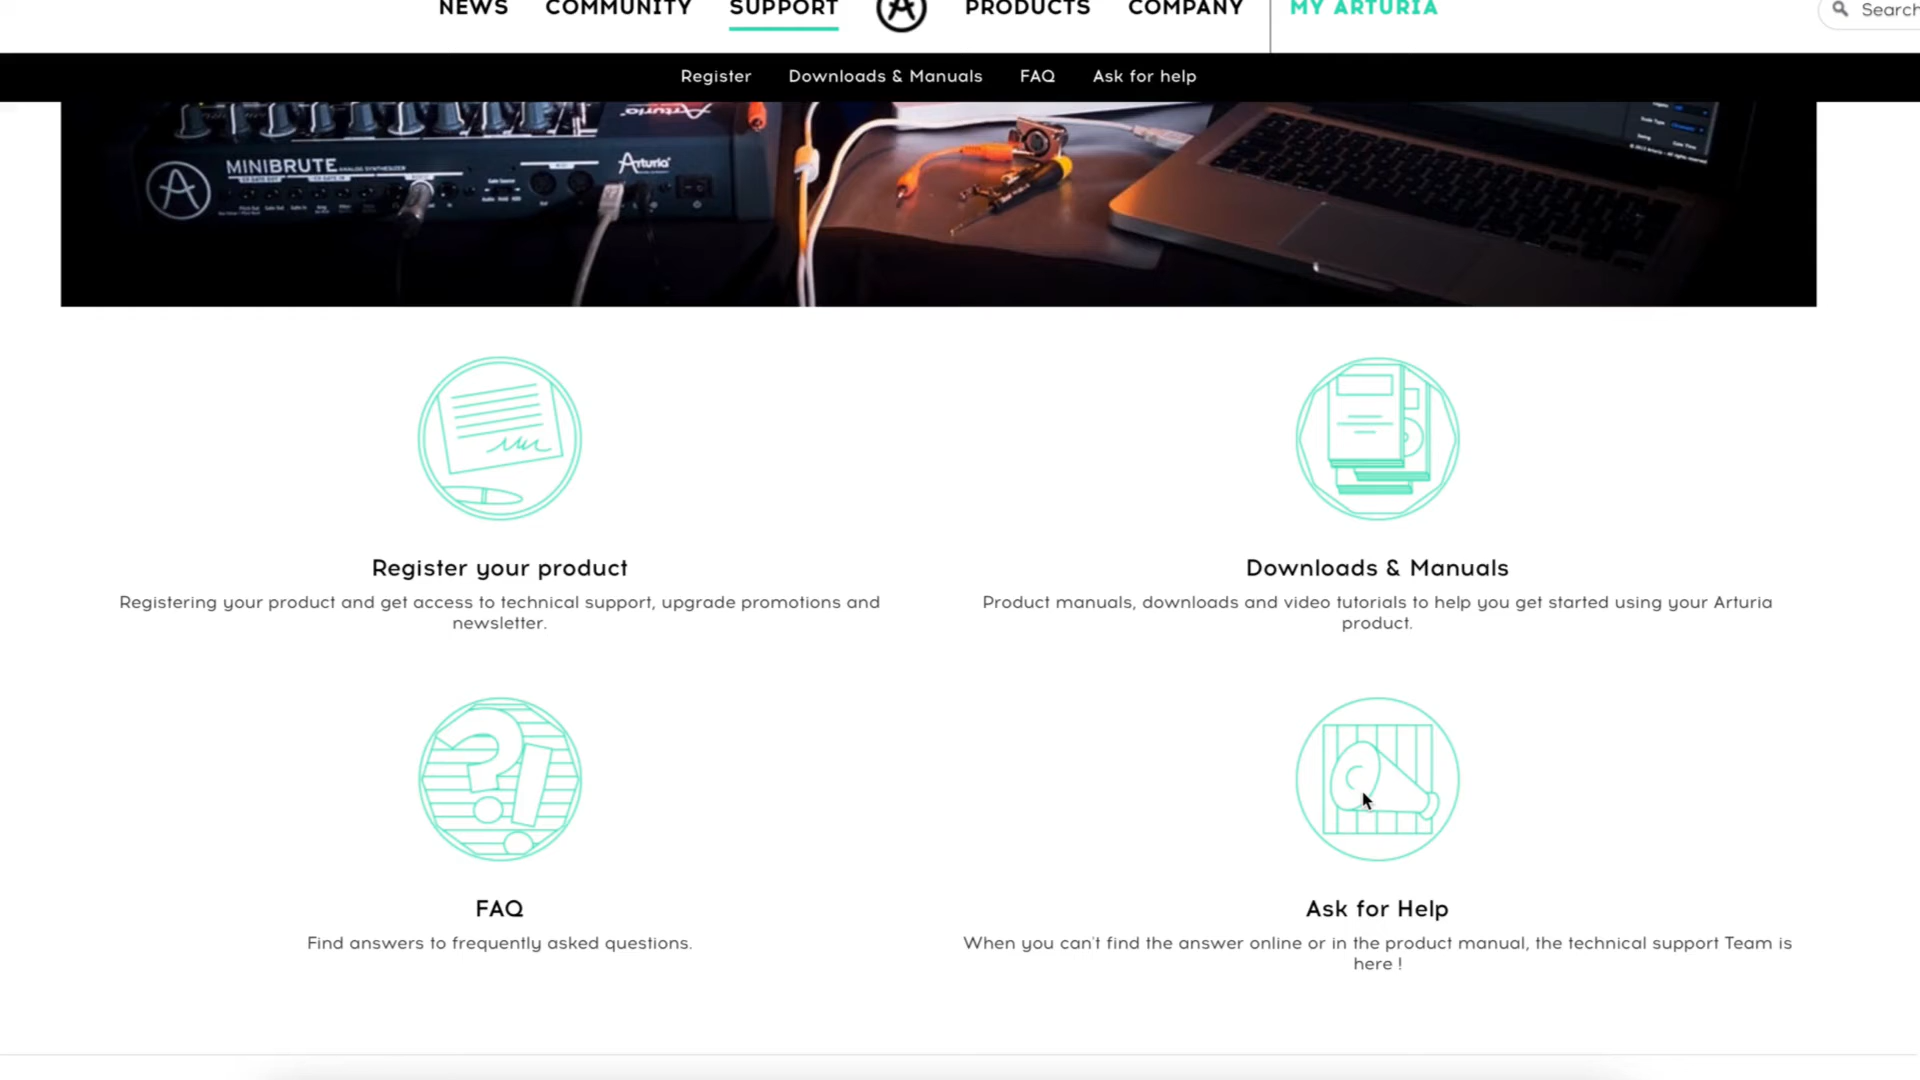 NEWS COMMUNITY SUPPORT PRODUCTS COMPANY MY ARTURIA Search
Register Downloads & Manuals FAQ Ask for help
Arturia
MINIBRUTE ANALOG SYNTHESIZER Arturia
Register your product
Registering your product and get access to technical support, upgrade promotions and
newsletter.
Downloads & Manuals
Product manuals, downloads and video tutorials to help you get started using your Arturia
product.
FAQ
Find answers to frequently asked questions.
Ask for Help
When you can't find the answer online or in the product manual, the technical support Team is
here !